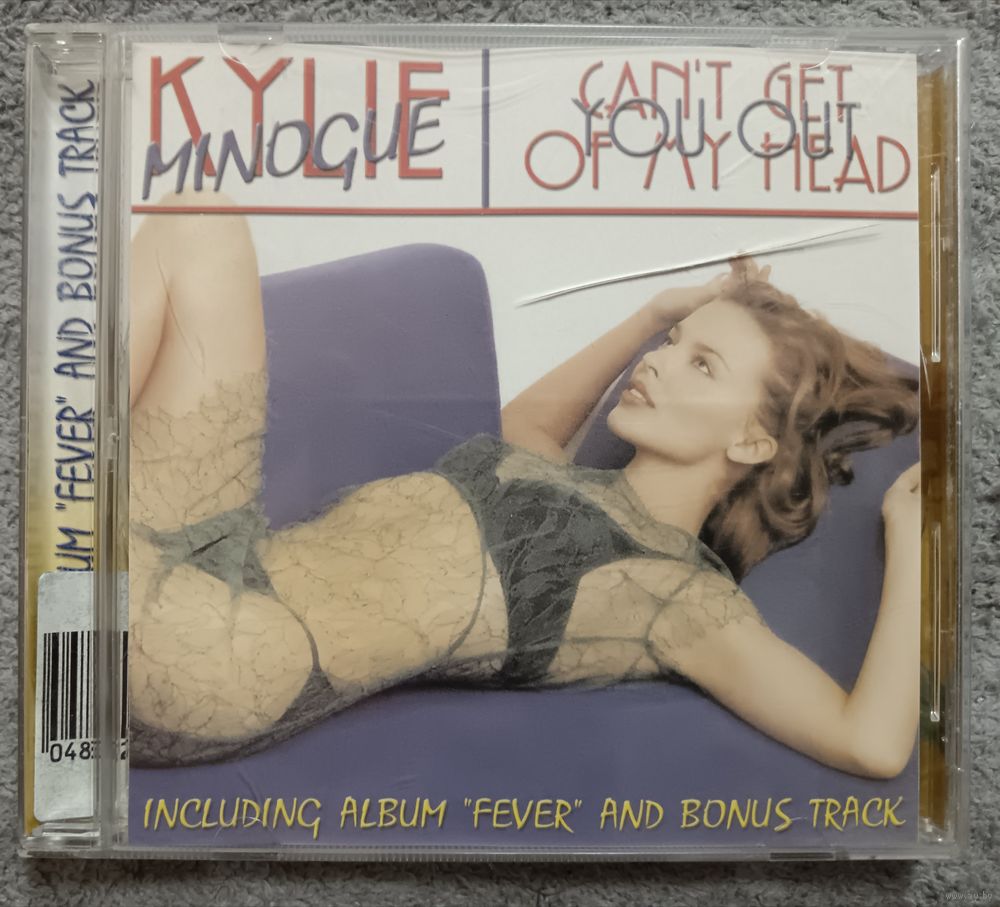 KYLIE
MINOGUE
CAN'T GET
YOU OUT
OF MY HEAD
"FEVER" AND BONUS TRACK
INCLUDING ALBUM "FEVER" AND BONUS TRACK